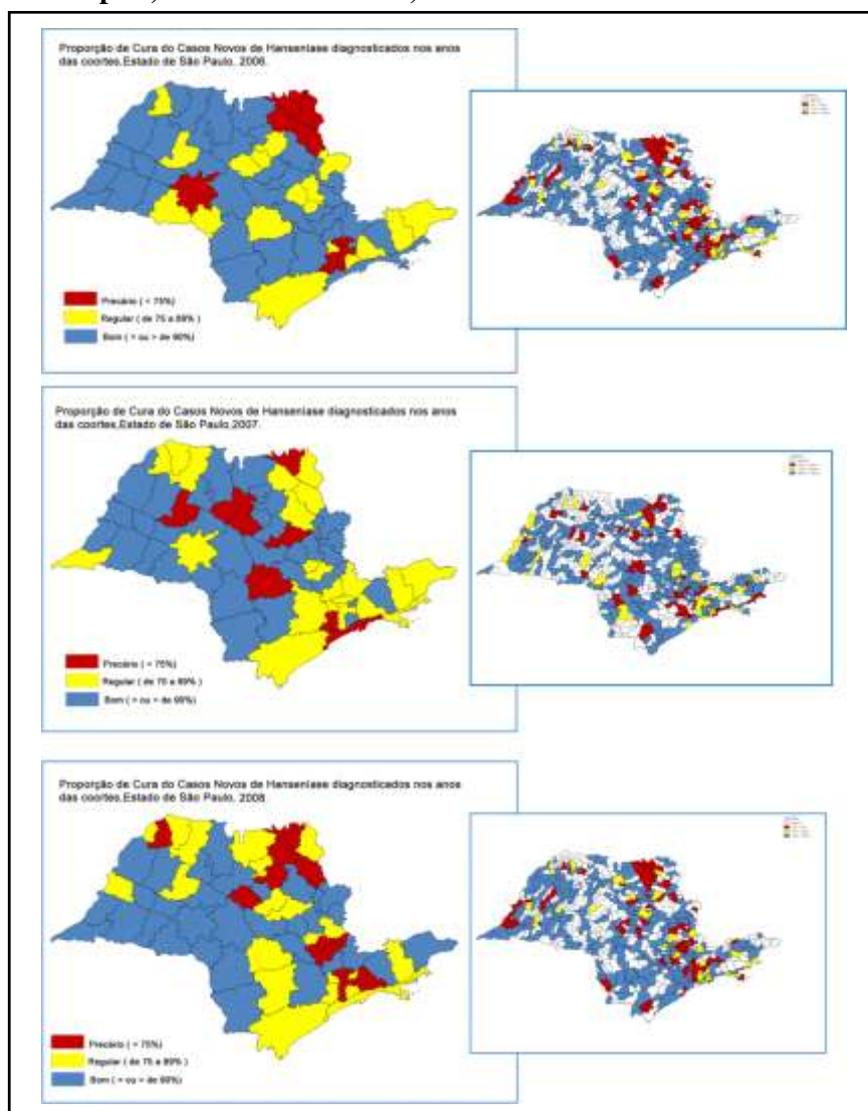 Proporção de Cura do Casos Novos de Hanseníase diagnosticados nos anos
das coortes,Estado de São Paulo, 2006.
Precário ( < 75%)
Regular ( de 75 a 89% )
Bom ( = ou > de 90%)
Proporção de Cura do Casos Novos de Hanseníase diagnosticados nos anos
das coortes,Estado de São Paulo,2007.
Precário ( < 75%)
Regular ( de 75 a 89% )
Bom ( = ou > de 90%)
Proporção de Cura do Casos Novos de Hanseníase diagnosticados nos anos
das coortes,Estado de São Paulo, 2008
Precário ( < 75%)
Regular ( de 75 a 89% )
Bom ( = ou > de 90%)